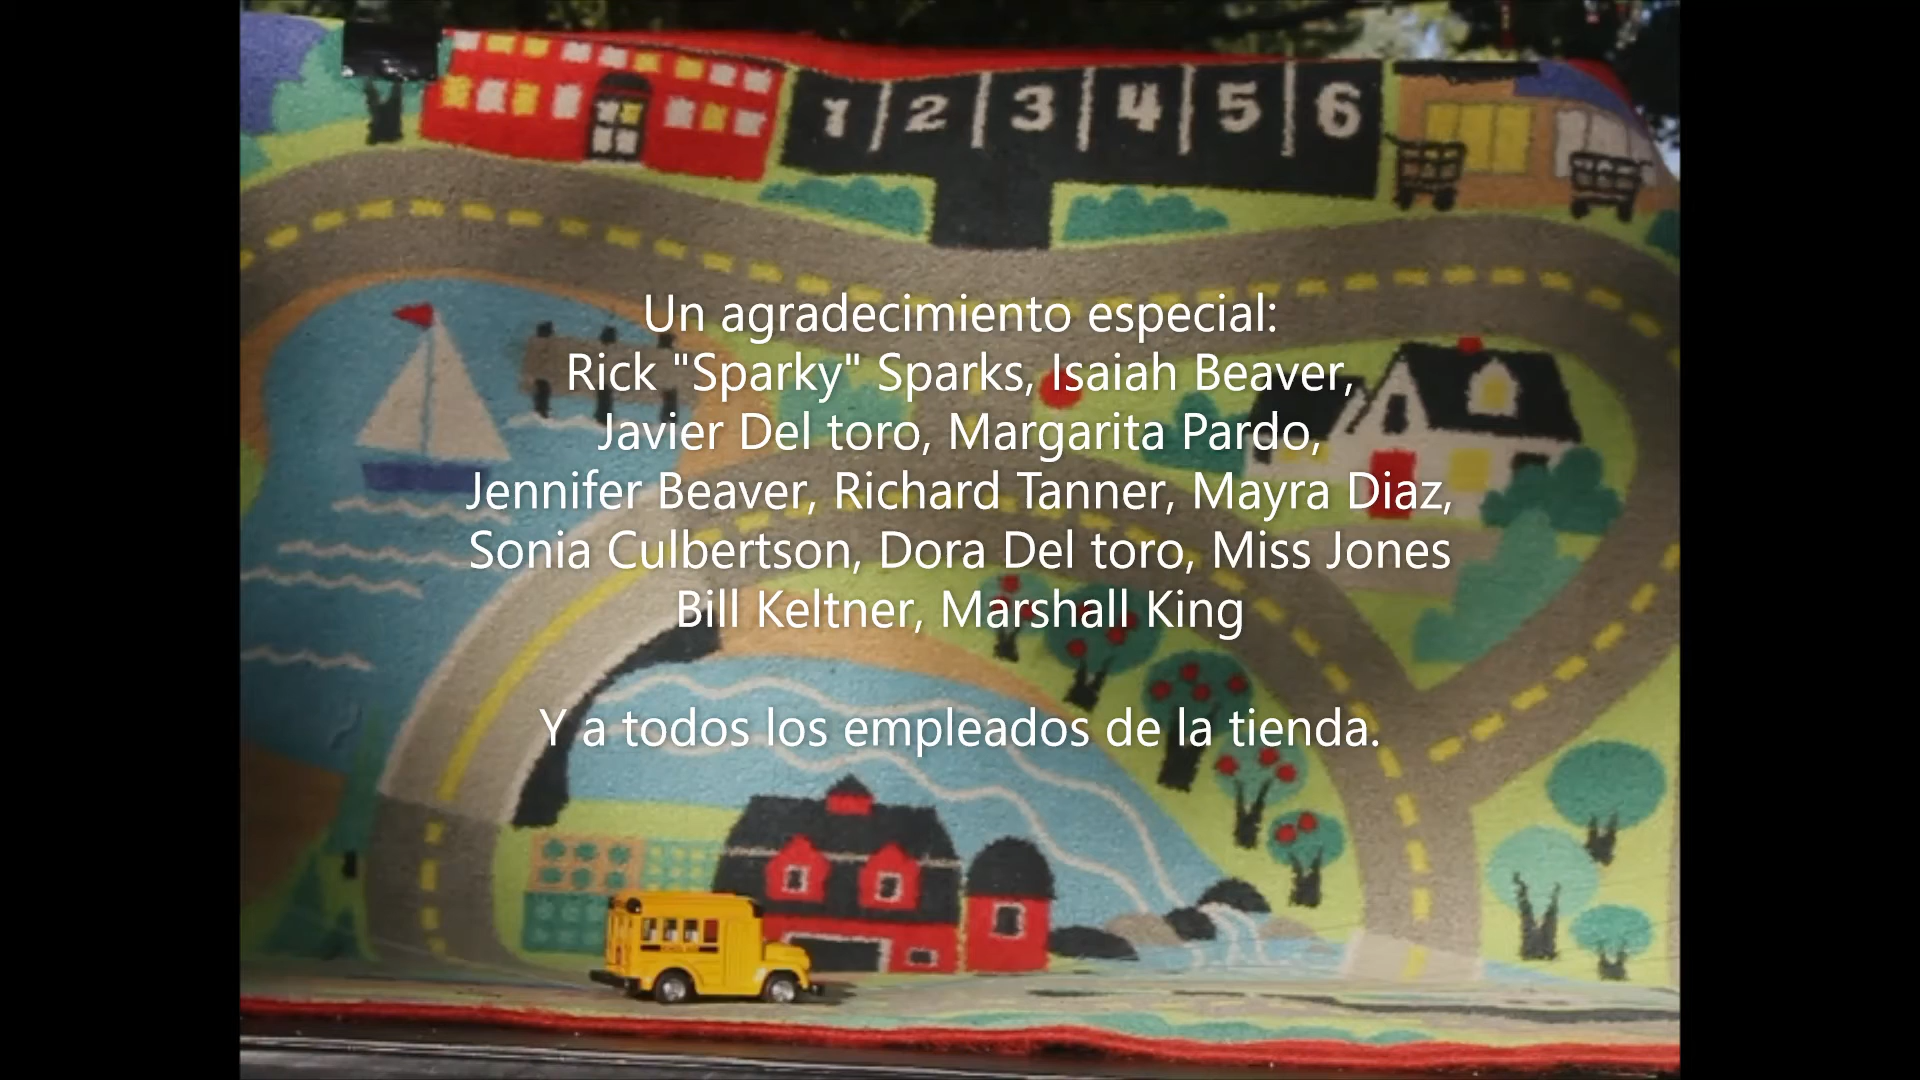 1 2 3 4 5 6
Un agradecimiento especial:
Rick "Sparky" Sparks, Isaiah Beaver,
Javier Del toro, Margarita Pardo,
Jennifer Beaver, Richard Tanner, Mayra Diaz,
Sonia Culbertson, Dora Del toro, Miss Jones
Bill Keltner, Marshall King
Y a todos los empleados de la tienda.